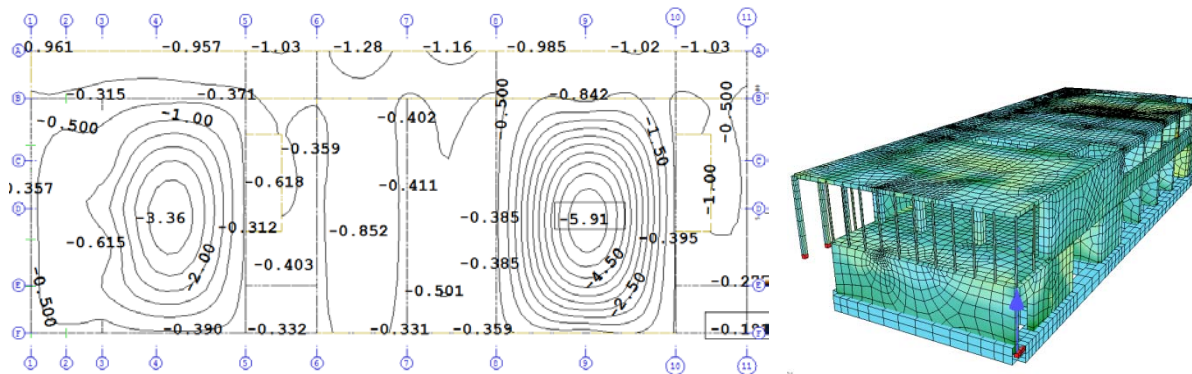 1 2 3 4 5 6 7 8 9 10 11
A 0.961 -0.957 -1.03 -1.28 -1.16 -0.985 -1.02 -1.03 A
B -0.315 -0.371 -0.500 -0.842 -0.500 B
-0.500 -1.00 -0.402 -1.50
C -0.359 C
0.357 -0.618 -0.411 -1.00
D -3.36 -0.312 -0.385 -5.91 D
-0.615 -0.852 -0.395
-2.00 -0.403 -0.385 -4.50
E -0.500 -0.501 -2.50 E
F -0.390 -0.332 -0.331 -0.359 F
1 2 3 4 5 6 7 8 9 10 11